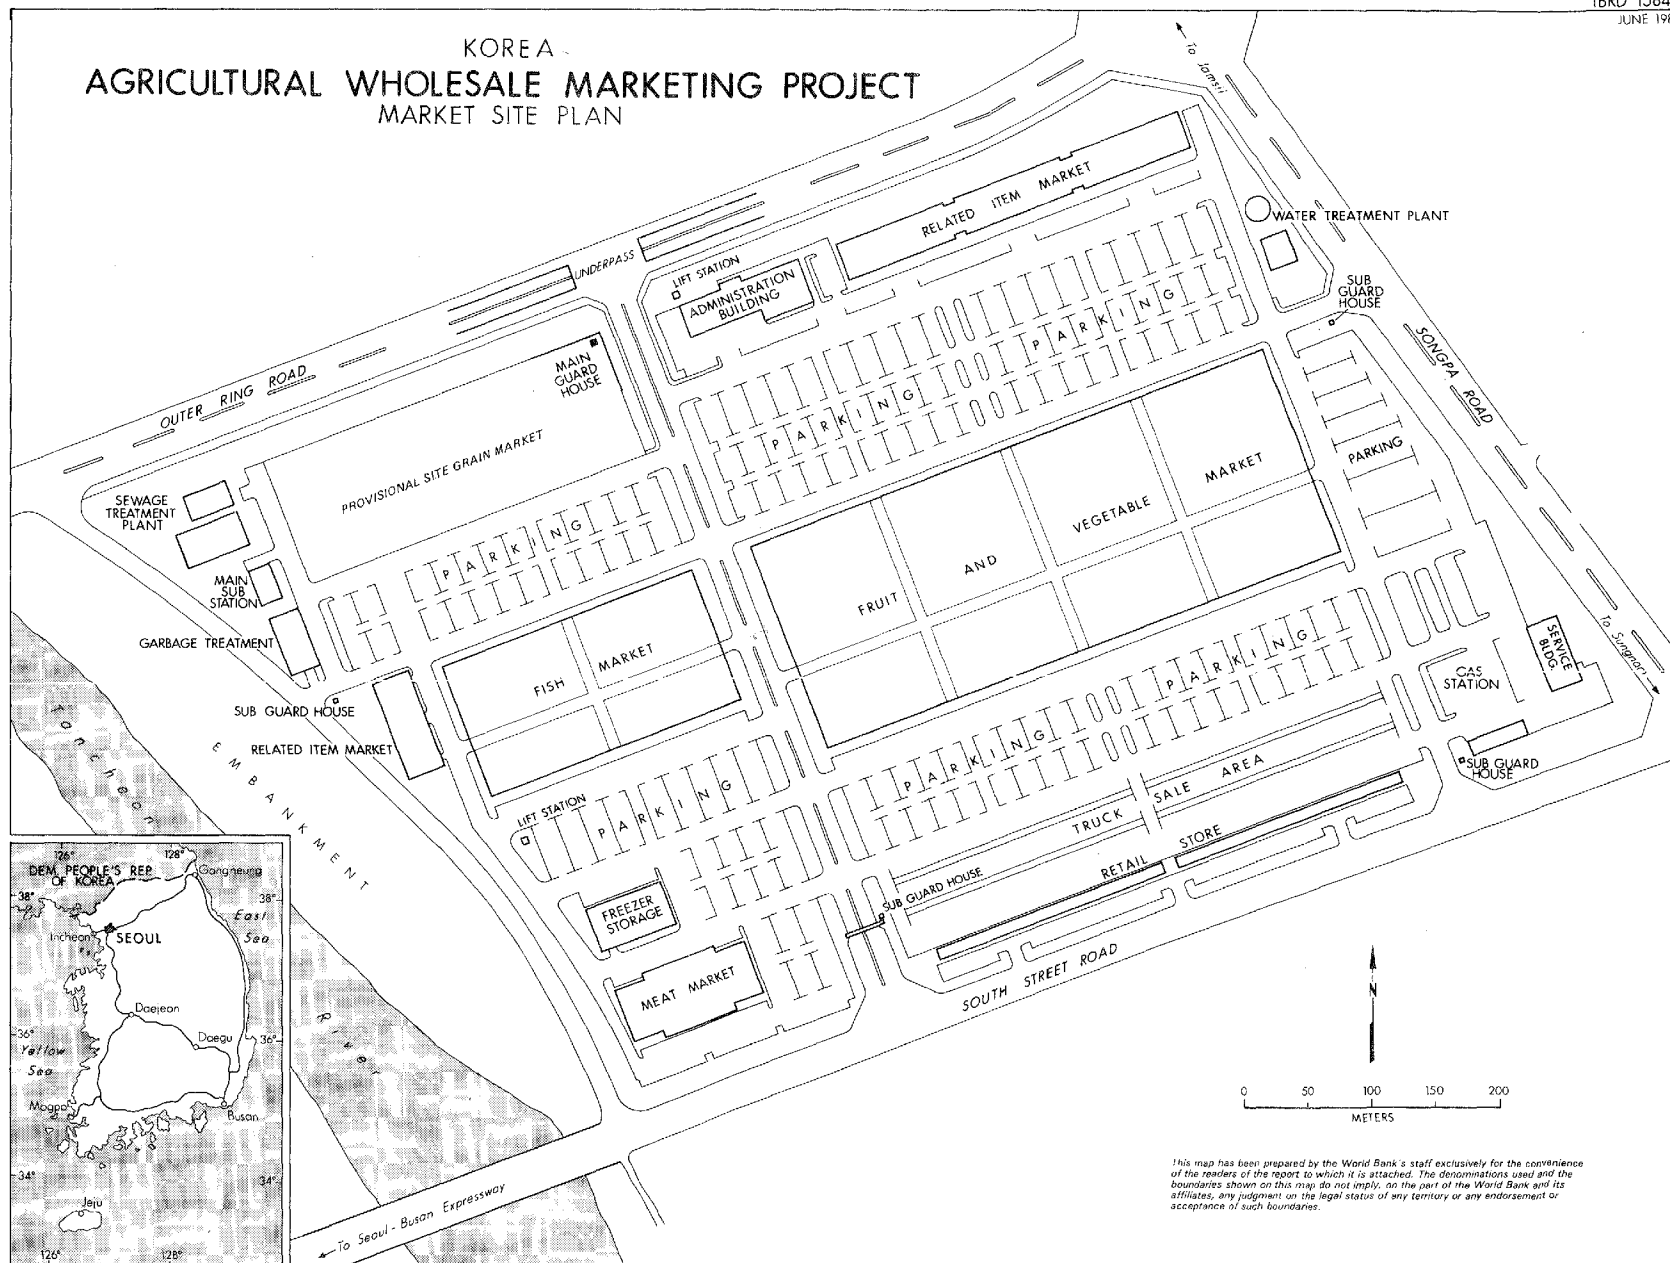 JUNE 198
KOREA
AGRICULTURAL WHOLESALE MARKETING PROJECT
MARKET SITE PLAN
To Jamsil
RELATED ITEM MARKET
WATER TREATMENT PLANT
UNDERPASS
LIFT STATION
ADMINISTRATION
BUILDING
SUB
GUARD
HOUSE
PARKING
SONGPA ROAD
MAIN
GUARD
HOUSE
OUTER RING ROAD
PARKING
PROVISIONAL SITE GRAIN MARKET
PARKING
FRUIT AND VEGETABLE MARKET
SEWAGE
TREATMENT
PLANT
PARKING
MAIN
SUB
STATION
GARBAGE TREATMENT
FISH MARKET
SERVICE
BLDG.
To Sungnam
GAS
STATION
PARKING
SUB GUARD HOUSE
RELATED ITEM MARKET
PARKING
SUB GUARD
HOUSE
Tancheon River
EMBANKMENT
LIFT STATION
PARKING
TRUCK SALE AREA
RETAIL STORE
SUB GUARD HOUSE
FREEZER
STORAGE
MEAT MARKET
SOUTH STREET ROAD
126° 128°
DEM. PEOPLE'S REP.
OF KOREA
Gangneung
38° 38°
East
Sea
Incheon
SEOUL
Daejeon
36° 36°
Daegu
Yellow
Sea
Mogpo
Busan
34° 34°
Jeju
126° 128°
To Seoul - Busan Expressway
N
0 50 100 150 200
METERS
This map has been prepared by the World Bank's staff exclusively for the convenience
of the readers of the report to which it is attached. The denominations used and the
boundaries shown on this map do not imply, on the part of the World Bank and its
affiliates, any judgment on the legal status of any territory or any endorsement or
acceptance of such boundaries.